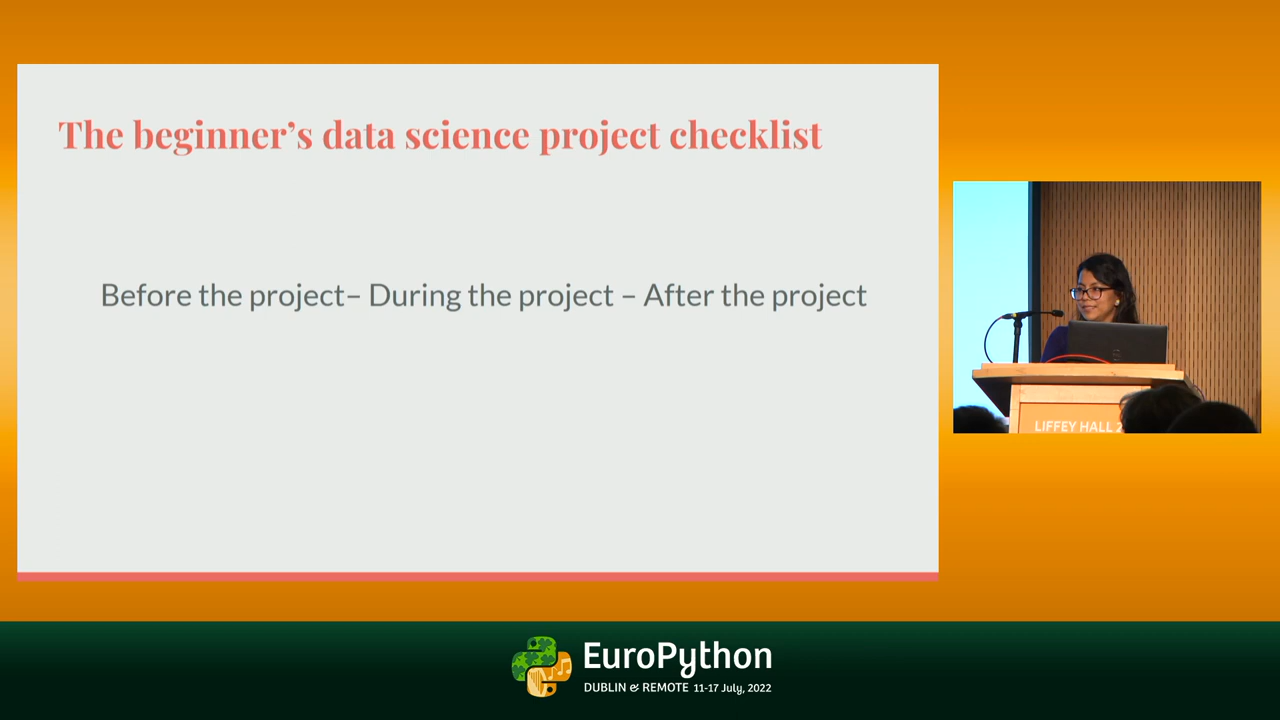 The beginner's data science project checklist
Before the project– During the project – After the project
LIFFEY HALL 2
EuroPython
DUBLIN & REMOTE 11-17 July, 2022